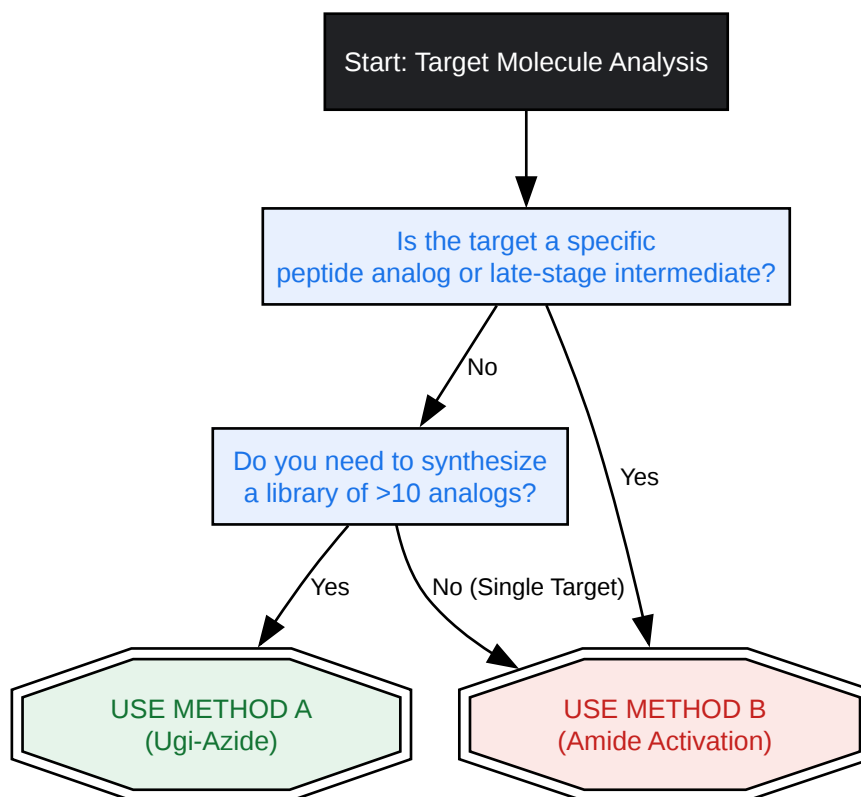 Start: Target Molecule Analysis
Is the target a specific
peptide analog or late-stage intermediate?
No
Do you need to synthesize
a library of >10 analogs?
Yes
Yes
No (Single Target)
USE METHOD A
(Ugi-Azide)
USE METHOD B
(Amide Activation)